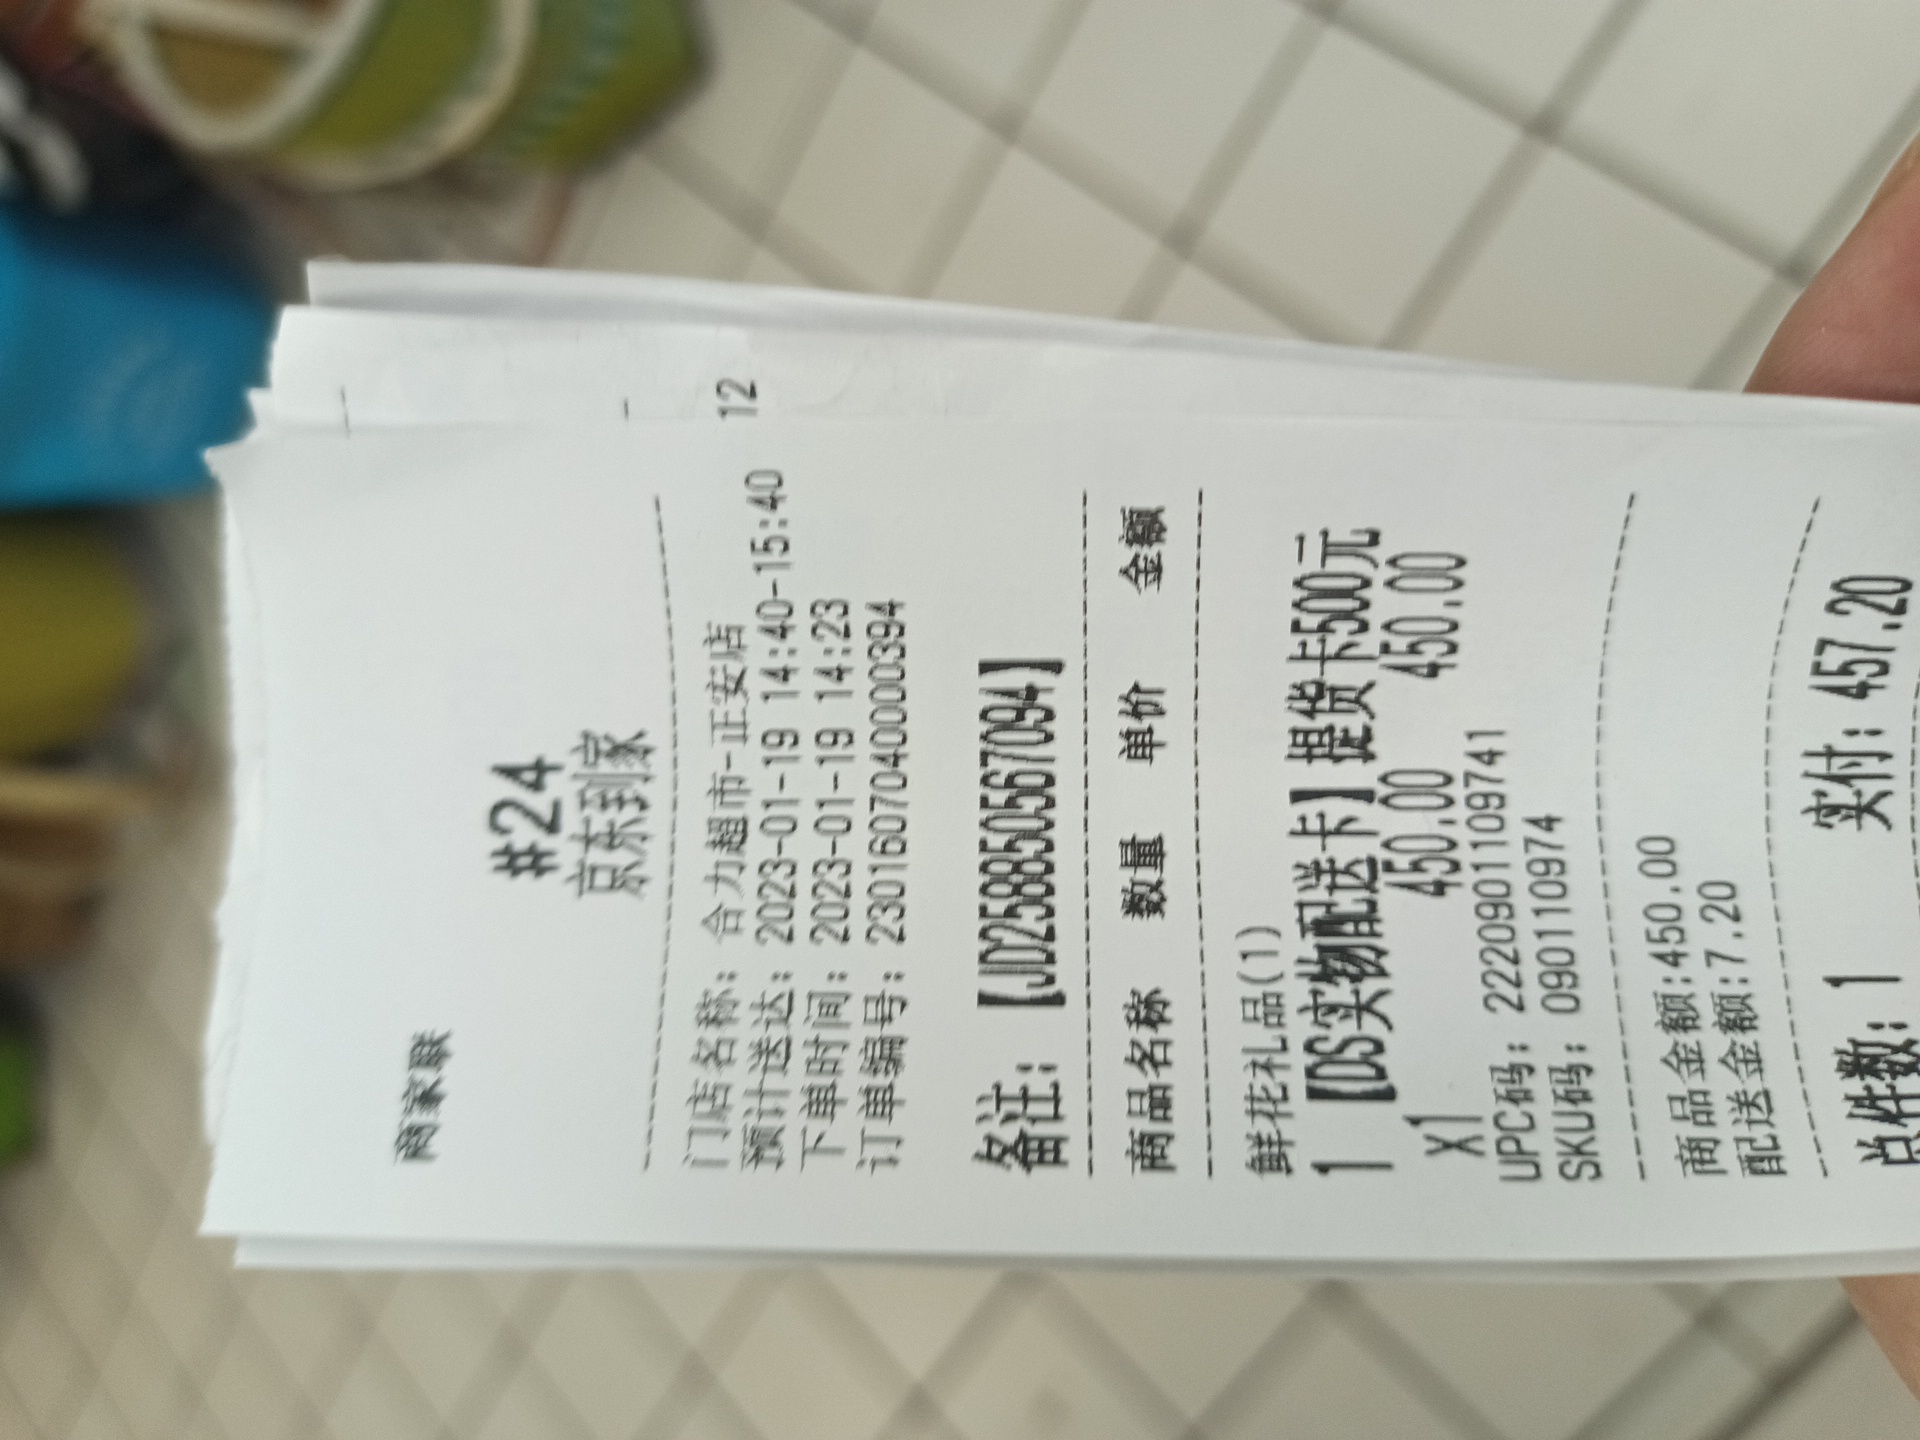 商家联
#24
京东到家
门店名称：合力超市-正安店
预计送达：2023-01-19 14:40-15:40
下单时间：2023-01-19 14:23
订单编号：2301607040000394
备注：【JD25885056​7094】
商品名称 数量 单价 金额
鲜花礼品(1)
1 【DS实物配送卡】提货卡500元
x1 450.00 450.00
UPC码：2220901109741
SKU码：090110974
商品金额:450.00
配送金额:7.20
总件数：1 实付：457.20
12